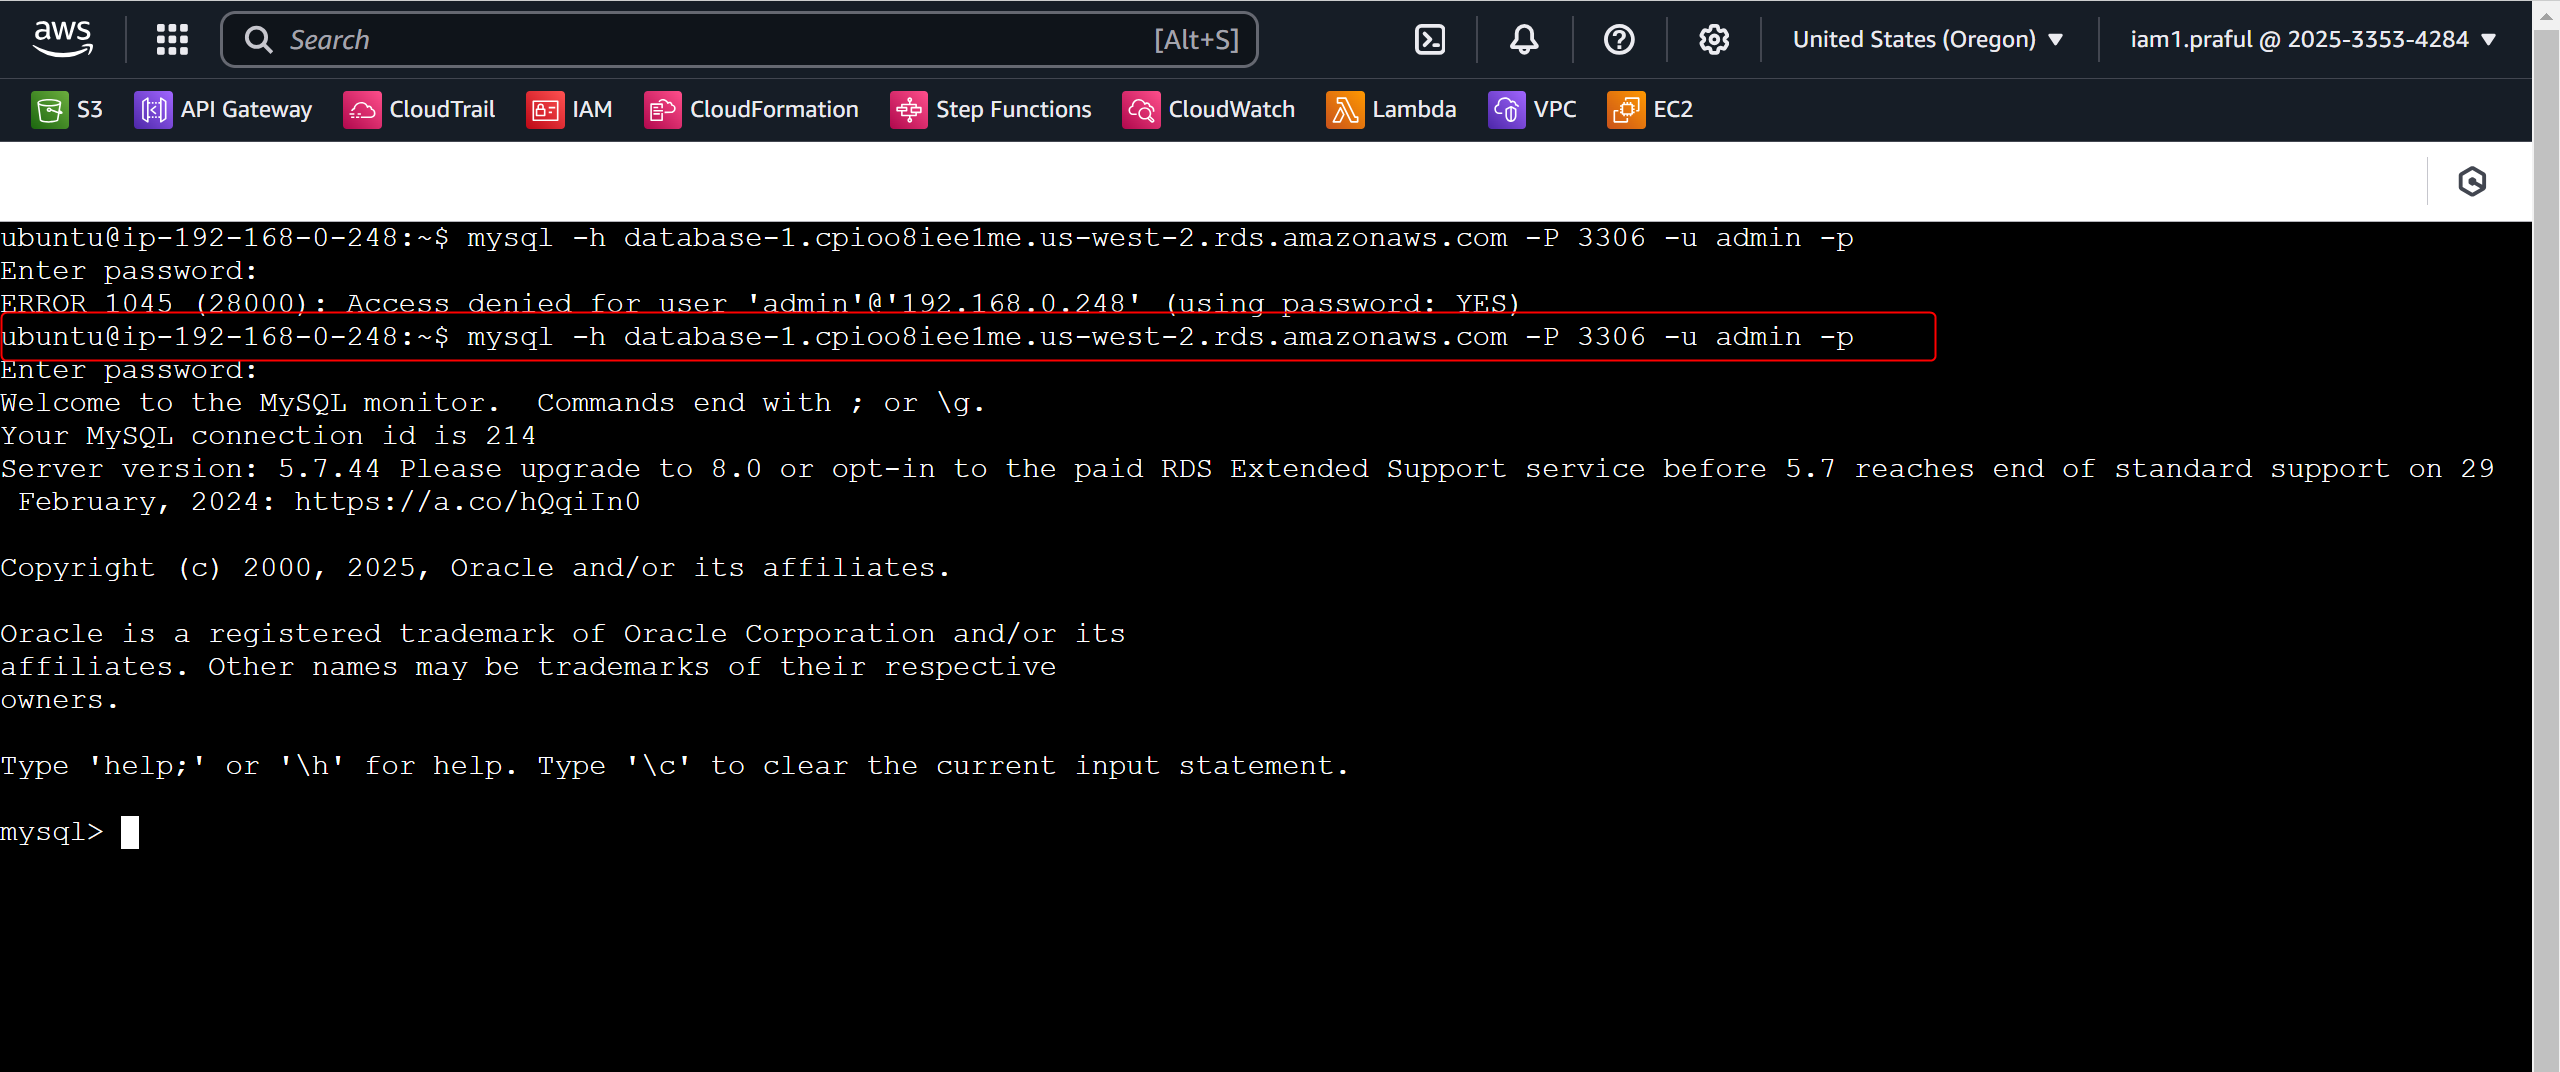 aws
Search [Alt+S]
United States (Oregon)
iam1.praful @ 2025-3353-4284
S3 API Gateway CloudTrail IAM CloudFormation Step Functions CloudWatch Lambda VPC EC2
ubuntu@ip-192-168-0-248:~$ mysql -h database-1.cpioo8iee1me.us-west-2.rds.amazonaws.com -P 3306 -u admin -p
Enter password:
ERROR 1045 (28000): Access denied for user 'admin'@'192.168.0.248' (using password: YES)
ubuntu@ip-192-168-0-248:~$ mysql -h database-1.cpioo8iee1me.us-west-2.rds.amazonaws.com -P 3306 -u admin -p
Enter password:
Welcome to the MySQL monitor.  Commands end with ; or \g.
Your MySQL connection id is 214
Server version: 5.7.44 Please upgrade to 8.0 or opt-in to the paid RDS Extended Support service before 5.7 reaches end of standard support on 29
February, 2024: https://a.co/hQqiIn0
Copyright (c) 2000, 2025, Oracle and/or its affiliates.
Oracle is a registered trademark of Oracle Corporation and/or its
affiliates. Other names may be trademarks of their respective
owners.
Type 'help;' or '\h' for help. Type '\c' to clear the current input statement.
mysql>